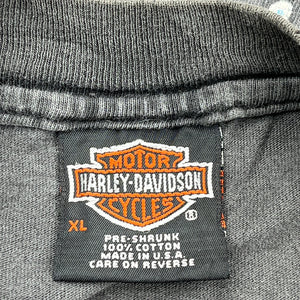 MOTOR
HARLEY-DAVIDSON
CYCLES
®
XL
PRE-SHRUNK
100% COTTON
MADE IN U.S.A.
CARE ON REVERSE